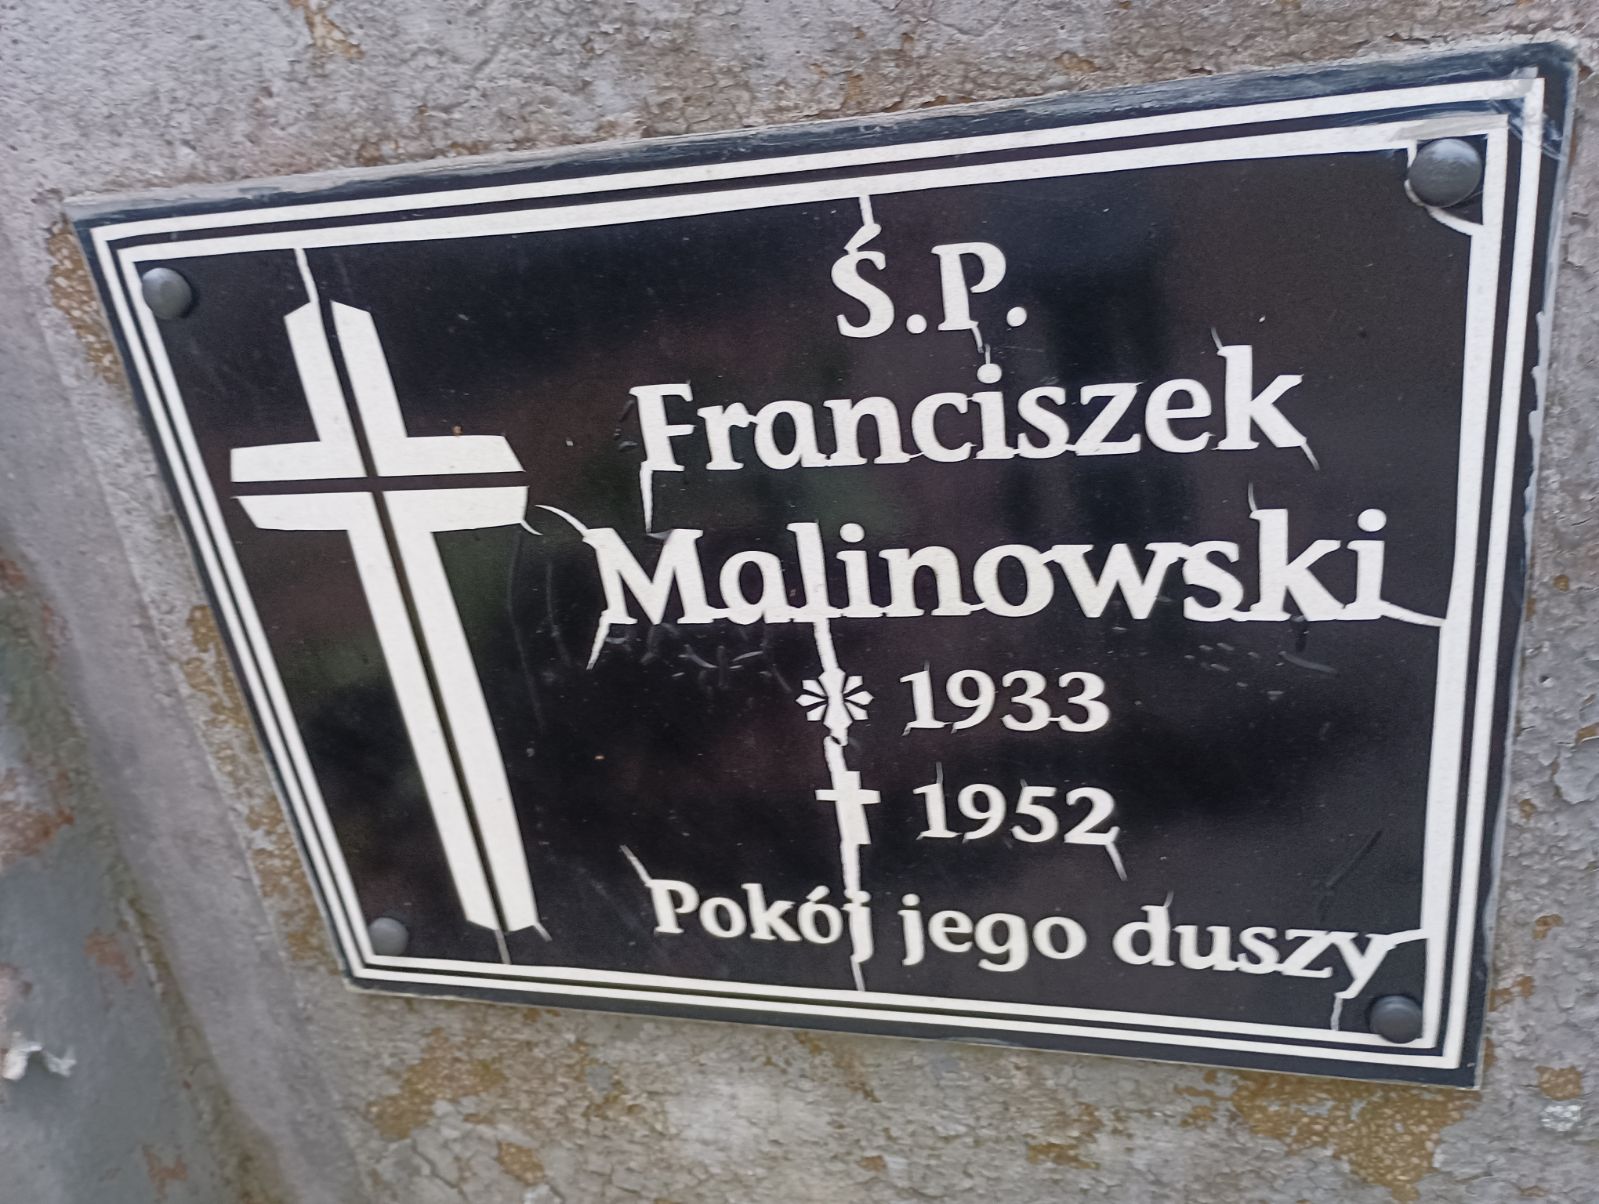 Ś.P.
Franciszek
Malinowski
* 1933
✝ 1952
Pokój jego duszy